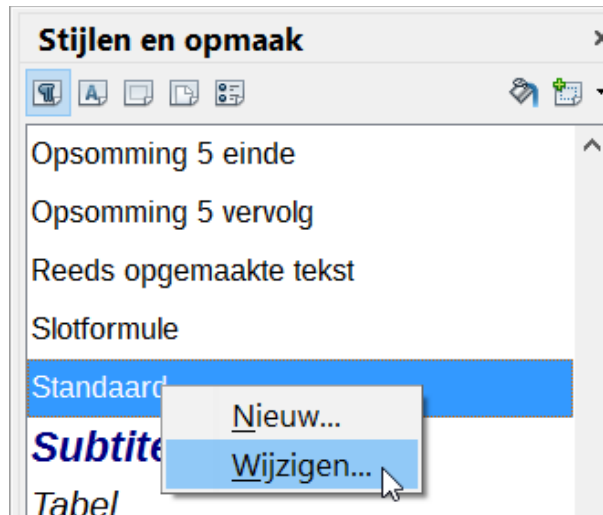 Stijlen en opmaak
Opsomming 5 einde
Opsomming 5 vervolg
Reeds opgemaakte tekst
Slotformule
Standaard
Nieuw...
Wijzigen...
Tabel